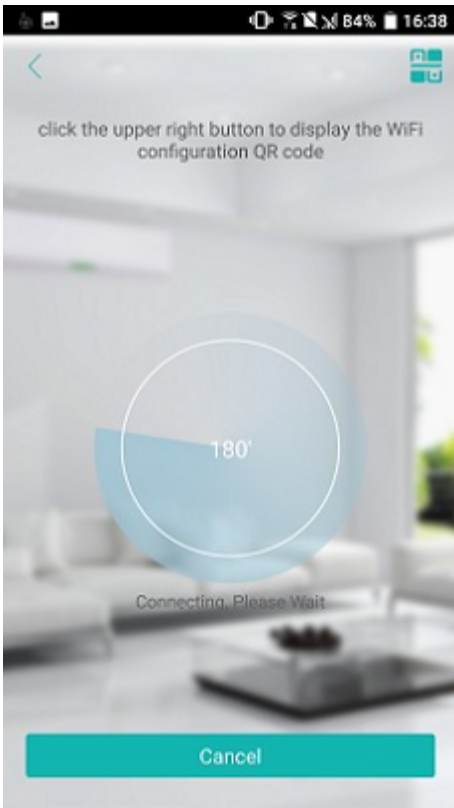 84% 16:38
click the upper right button to display the WiFi
configuration QR code
180'
Connecting, Please Wait
Cancel